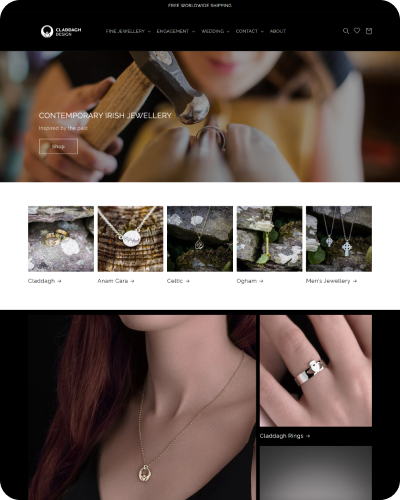 FREE WORLDWIDE SHIPPING
CLADDAGH
DESIGN
FINE JEWELLERY
ENGAGEMENT
WEDDING
CONTACT
ABOUT
CONTEMPORARY IRISH JEWELLERY
Inspired by the past
Shop
Claddagh →
Anam Cara →
Celtic →
Ogham →
Men's Jewellery →
Claddagh Rings →